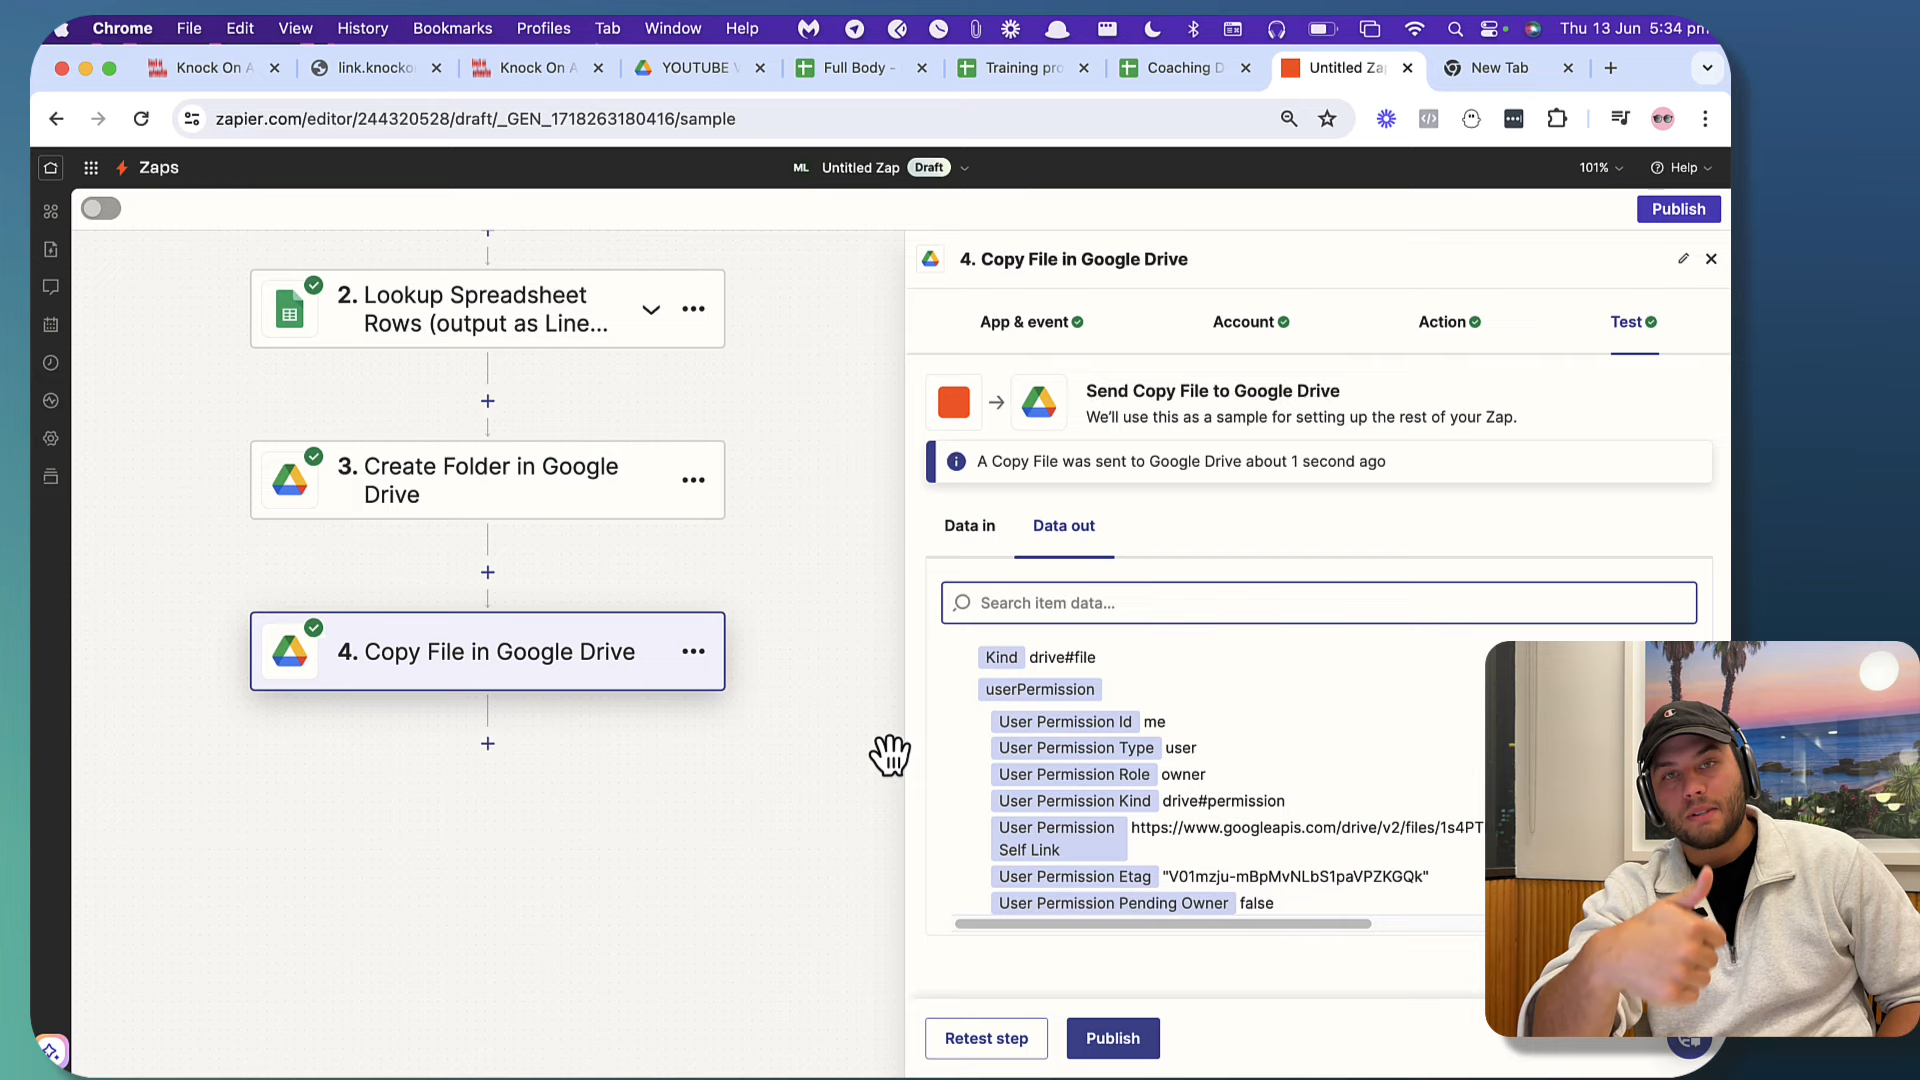 Chrome File Edit View History Bookmarks Profiles Tab Window Help Thu 13 Jun 5:34 pm
Knock On A link.knocko Knock On A YOUTUBE V Full Body - Training pro Coaching D Untitled Zap New Tab
zapier.com/editor/244320528/draft/_GEN_1718263180416/sample
Zaps ML Untitled Zap Draft 101% Help
Publish
2. Lookup Spreadsheet
Rows (output as Line...
3. Create Folder in Google
Drive
4. Copy File in Google Drive
4. Copy File in Google Drive
App & event Account Action Test
Send Copy File to Google Drive
We'll use this as a sample for setting up the rest of your Zap.
A Copy File was sent to Google Drive about 1 second ago
Data in Data out
Search item data...
Kind drive#file
userPermission
User Permission Id me
User Permission Type user
User Permission Role owner
User Permission Kind drive#permission
User Permission https://www.googleapis.com/drive/v2/files/1s4PT
Self Link
User Permission Etag "V01mzju-mBpMvNLbS1paVPZKGQk"
User Permission Pending Owner false
Retest step Publish